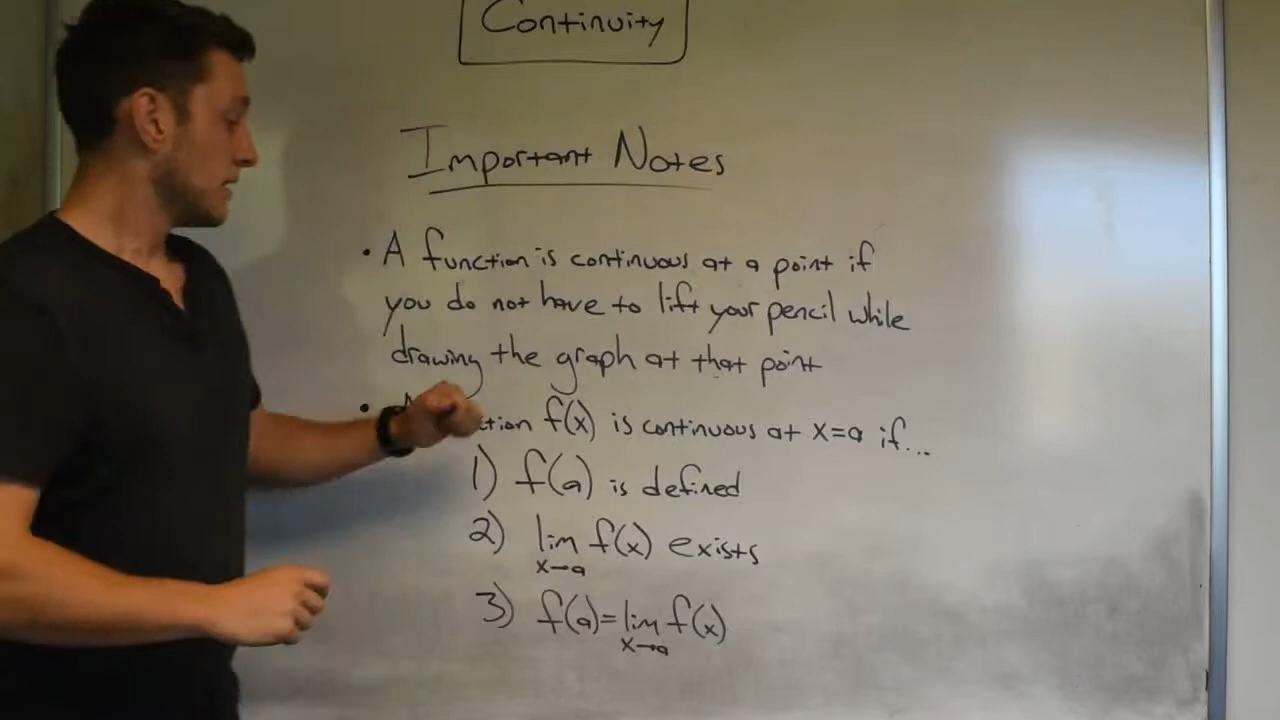 Continuity
Important Notes
• A function is continuous at a point if
you do not have to lift your pencil while
drawing the graph at that point
• f(x) is continuous at x=a if...
1) f(a) is defined
2) lim f(x) exists
x→a
3) f(a)=lim f(x)
x→a